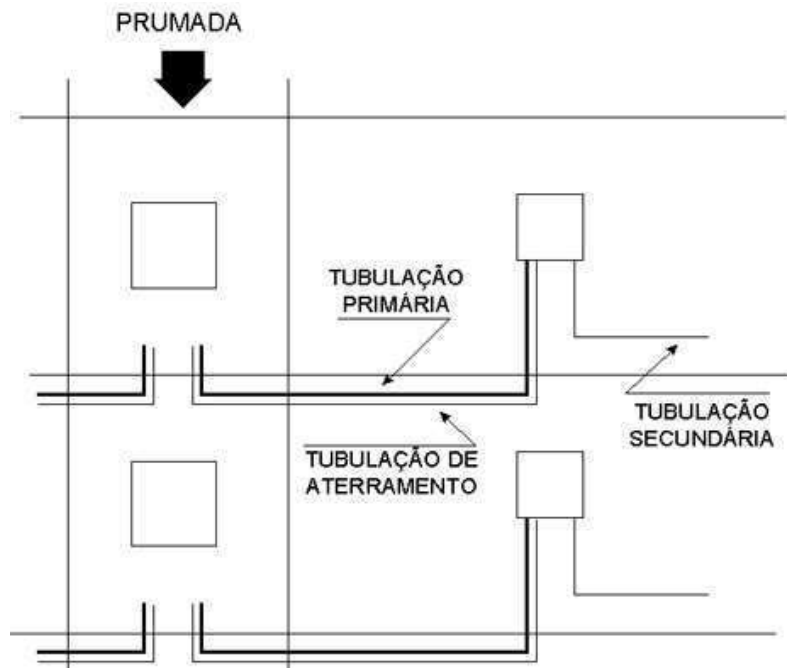 PRUMADA
TUBULAÇÃO
PRIMÁRIA
TUBULAÇÃO
SECUNDÁRIA
TUBULAÇÃO DE
ATERRAMENTO